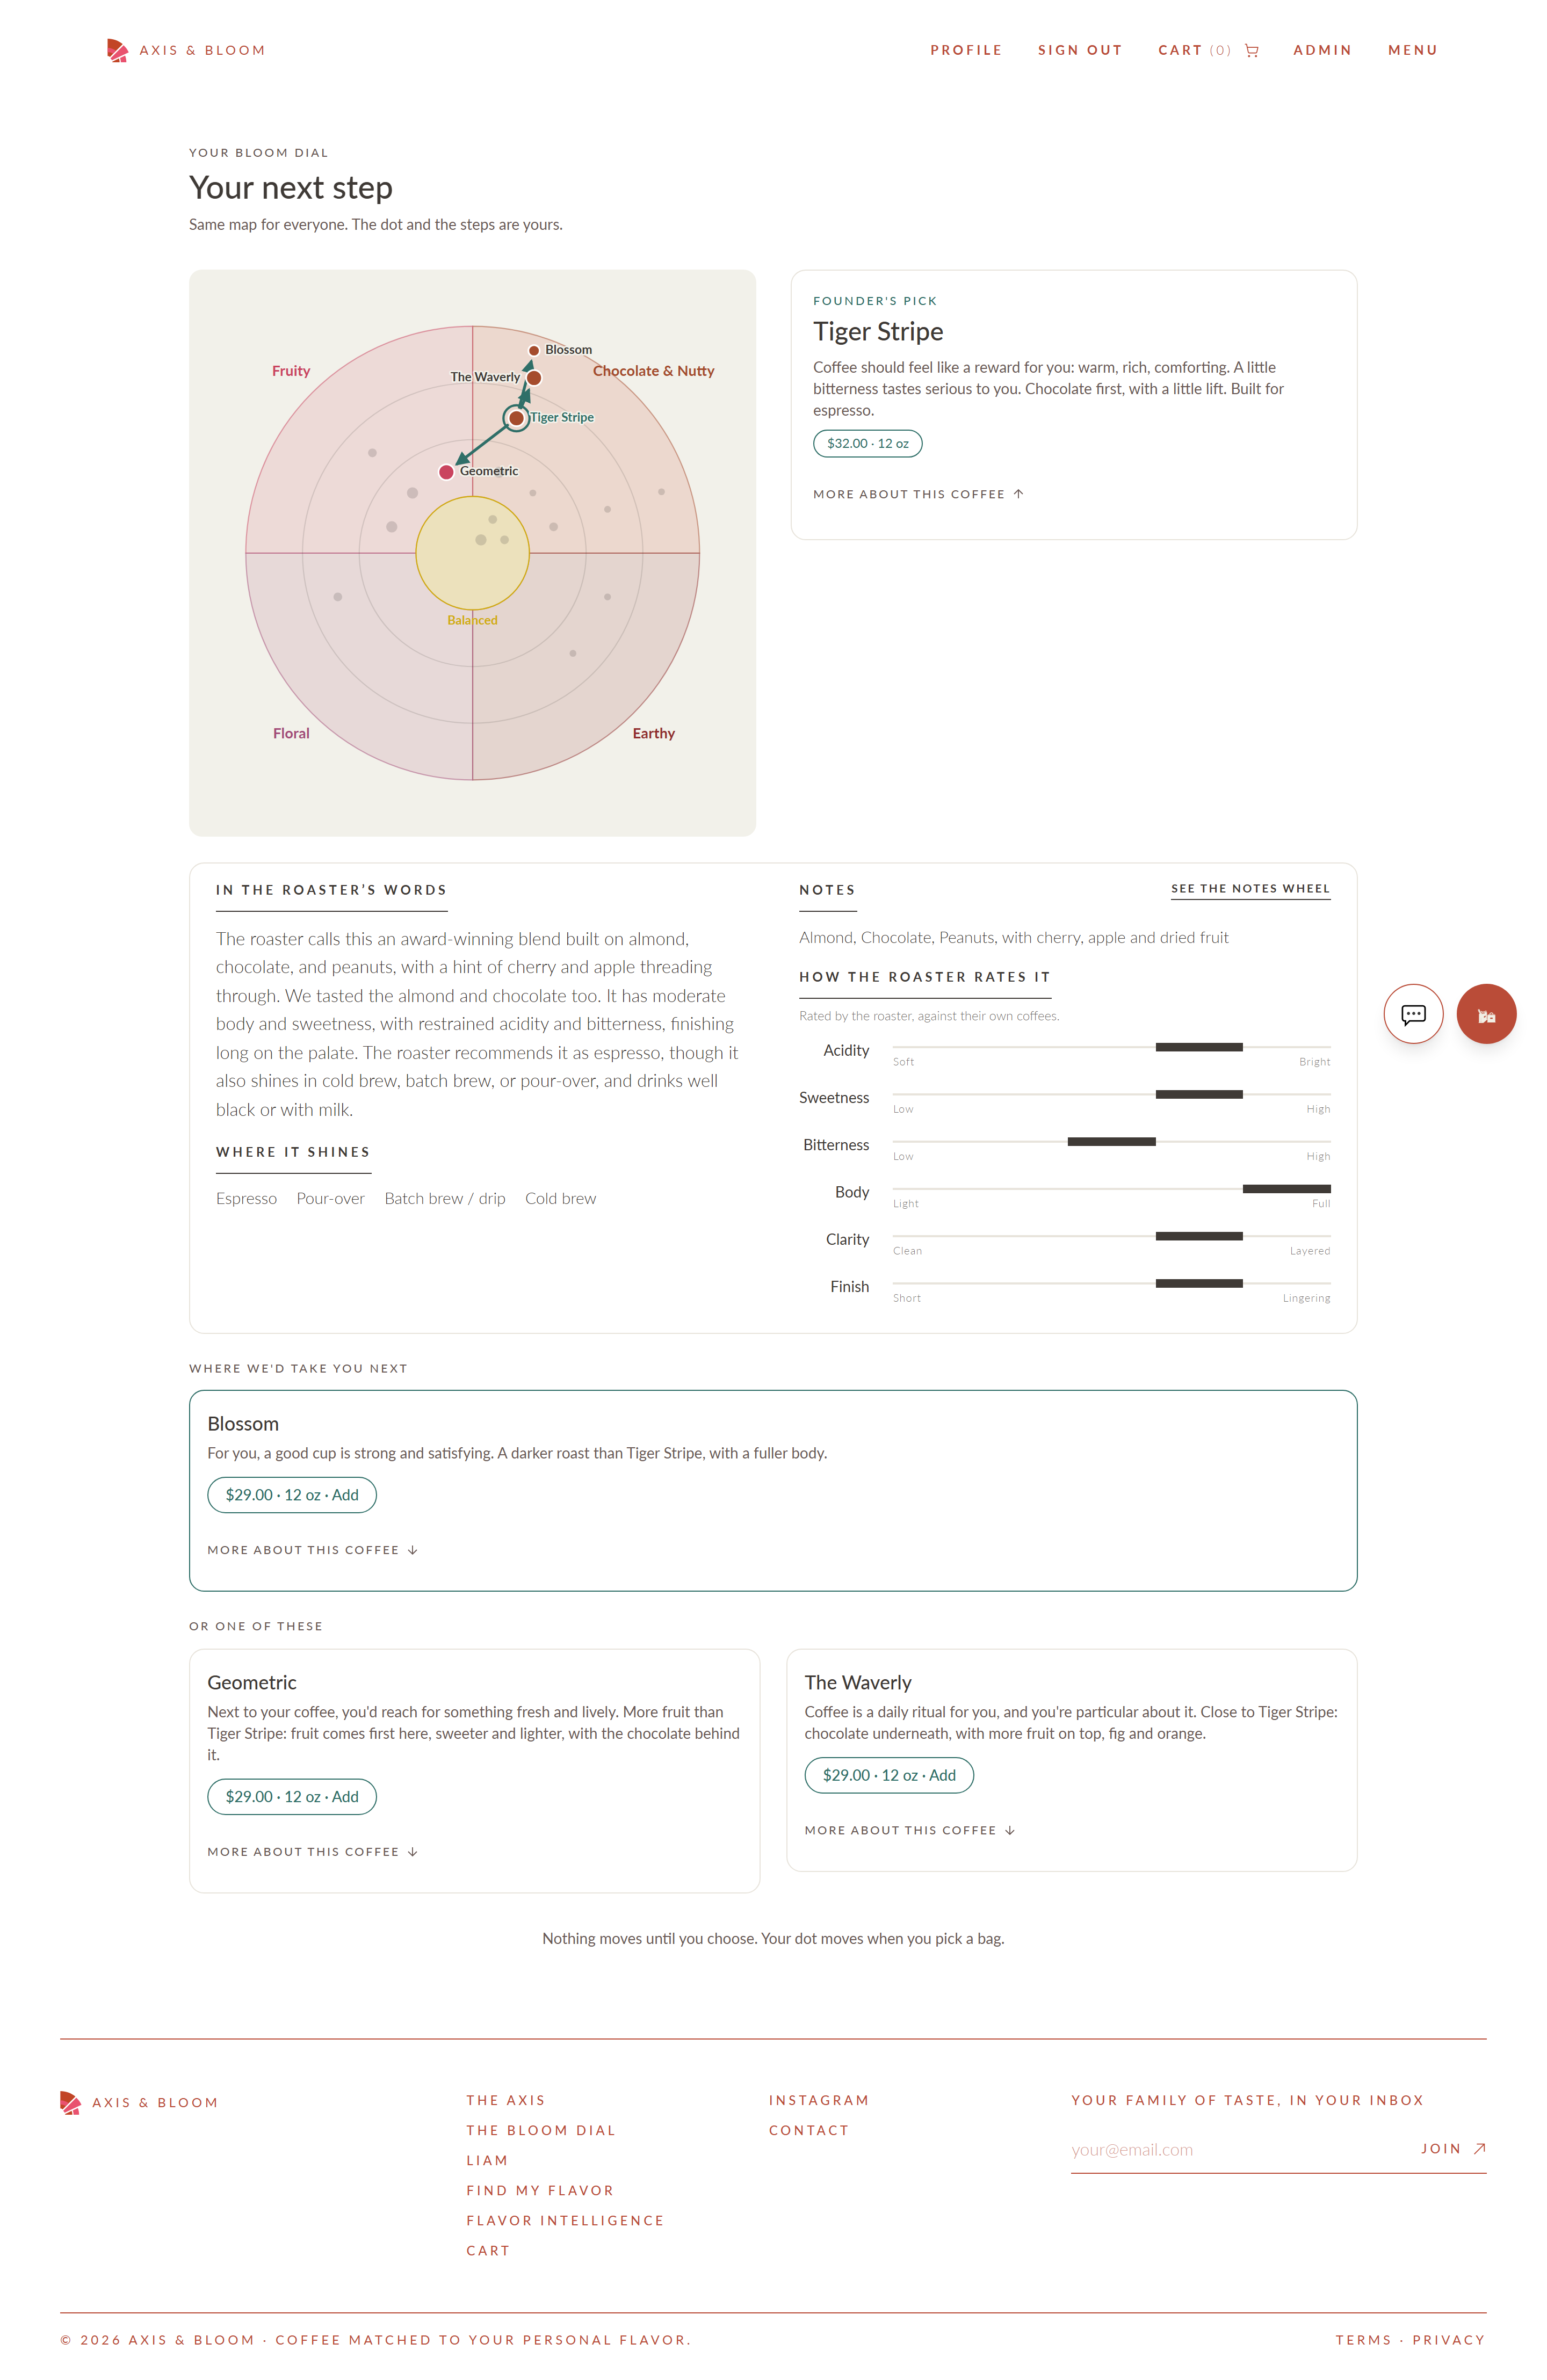 AXIS & BLOOM
PROFILE
SIGN OUT
CART (0)
ADMIN
MENU
YOUR BLOOM DIAL
Your next step
Same map for everyone. The dot and the steps are yours.
Blossom
Fruity
The Waverly
Chocolate & Nutty
Tiger Stripe
Geometric
Balanced
Floral
Earthy
FOUNDER'S PICK
Tiger Stripe
Coffee should feel like a reward for you: warm, rich, comforting. A little
bitterness tastes serious to you. Chocolate first, with a little lift. Built for
espresso.
$32.00 · 12 oz
MORE ABOUT THIS COFFEE ↑
IN THE ROASTER'S WORDS
The roaster calls this an award-winning blend built on almond,
chocolate, and peanuts, with a hint of cherry and apple threading
through. We tasted the almond and chocolate too. It has moderate
body and sweetness, with restrained acidity and bitterness, finishing
long on the palate. The roaster recommends it as espresso, though it
also shines in cold brew, batch brew, or pour-over, and drinks well
black or with milk.
WHERE IT SHINES
Espresso Pour-over Batch brew / drip Cold brew
NOTES
SEE THE NOTES WHEEL
Almond, Chocolate, Peanuts, with cherry, apple and dried fruit
HOW THE ROASTER RATES IT
Rated by the roaster, against their own coffees.
Acidity
Soft Bright
Sweetness
Low High
Bitterness
Low High
Body
Light Full
Clarity
Clean Layered
Finish
Short Lingering
WHERE WE'D TAKE YOU NEXT
Blossom
For you, a good cup is strong and satisfying. A darker roast than Tiger Stripe, with a fuller body.
$29.00 · 12 oz · Add
MORE ABOUT THIS COFFEE ↓
OR ONE OF THESE
Geometric
Next to your coffee, you'd reach for something fresh and lively. More fruit than
Tiger Stripe: fruit comes first here, sweeter and lighter, with the chocolate behind
it.
$29.00 · 12 oz · Add
MORE ABOUT THIS COFFEE ↓
The Waverly
Coffee is a daily ritual for you, and you're particular about it. Close to Tiger Stripe:
chocolate underneath, with more fruit on top, fig and orange.
$29.00 · 12 oz · Add
MORE ABOUT THIS COFFEE ↓
Nothing moves until you choose. Your dot moves when you pick a bag.
AXIS & BLOOM
THE AXIS
THE BLOOM DIAL
LIAM
FIND MY FLAVOR
FLAVOR INTELLIGENCE
CART
INSTAGRAM
CONTACT
YOUR FAMILY OF TASTE, IN YOUR INBOX
your@email.com
JOIN ↗
© 2026 AXIS & BLOOM · COFFEE MATCHED TO YOUR PERSONAL FLAVOR.
TERMS · PRIVACY